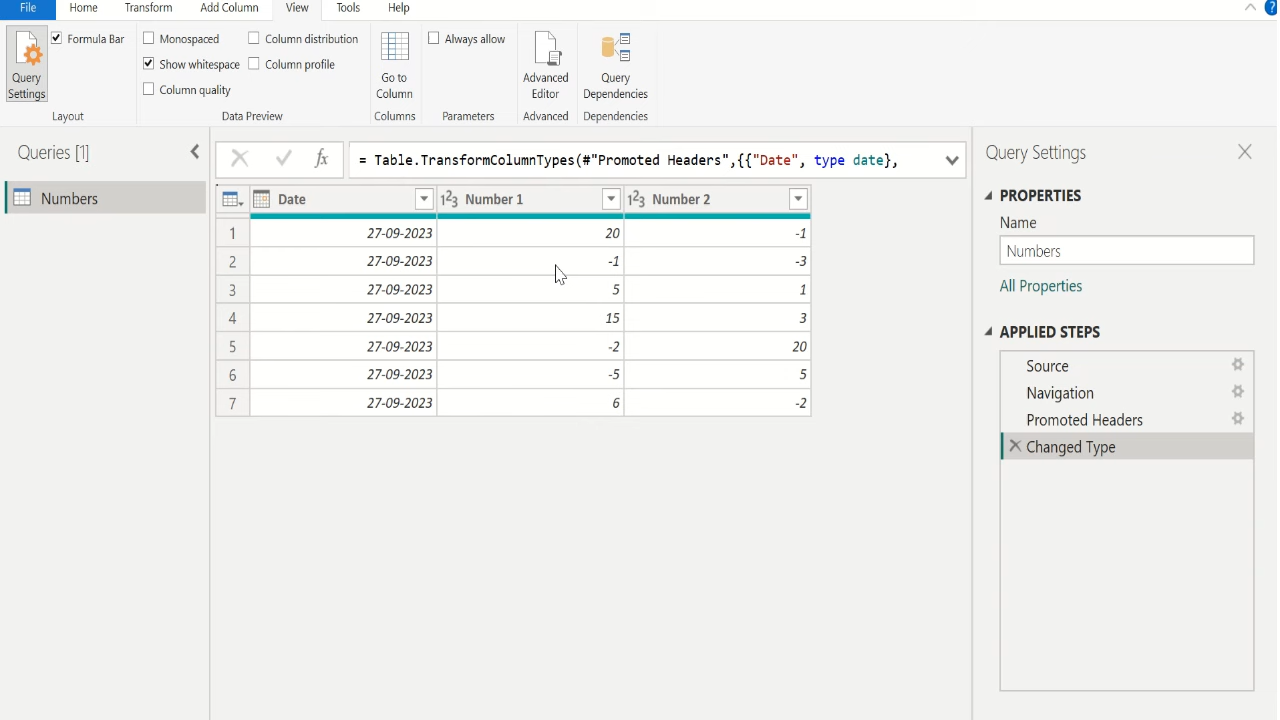 File Home Transform Add Column View Tools Help
Query Settings
Formula Bar
Layout
Monospaced Column distribution
Show whitespace Column profile
Column quality
Data Preview
Go to Column
Columns
Always allow
Parameters
Advanced Editor
Advanced
Query Dependencies
Dependencies
?
Queries [1]
Numbers
fx = Table.TransformColumnTypes(#"Promoted Headers",{{"Date", type date},
Date 123 Number 1 123 Number 2
1 27-09-2023 20 -1
2 27-09-2023 -1 -3
3 27-09-2023 5 1
4 27-09-2023 15 3
5 27-09-2023 -2 20
6 27-09-2023 -5 5
7 27-09-2023 6 -2
Query Settings
PROPERTIES
Name
Numbers
All Properties
APPLIED STEPS
Source
Navigation
Promoted Headers
Changed Type